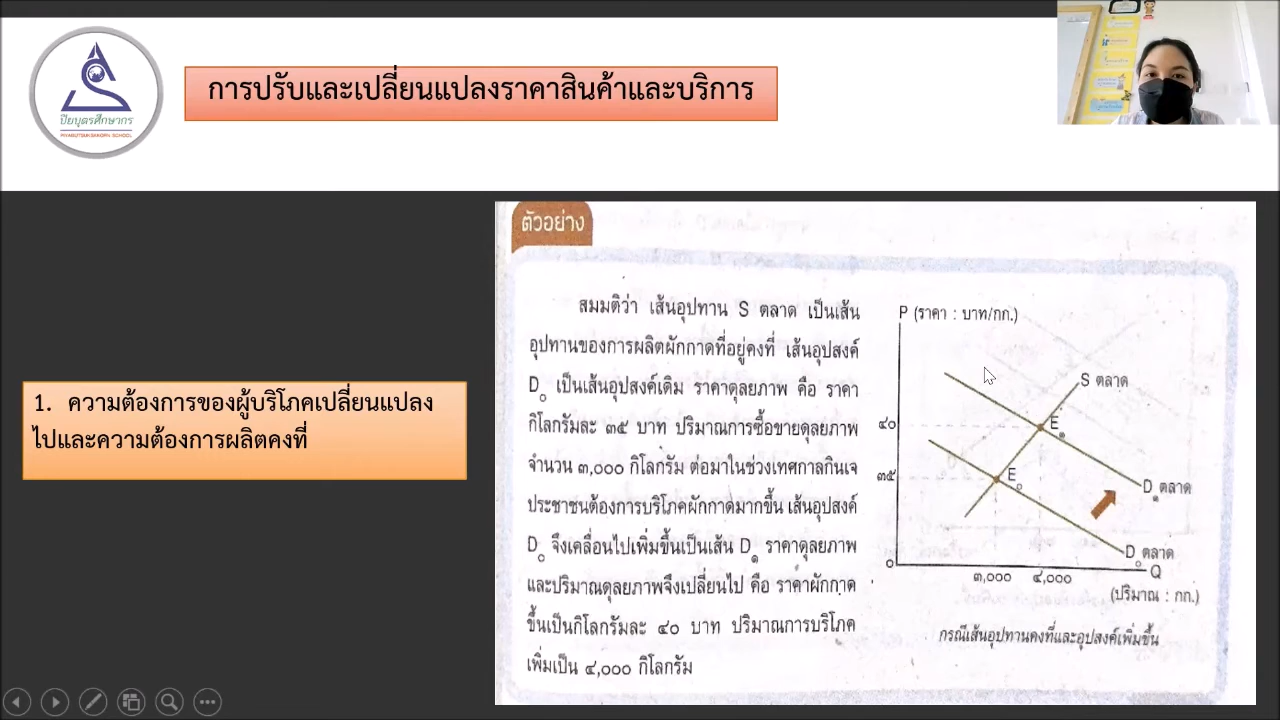 การปรับและเปลี่ยนแปลงราคาสินค้าและบริการ
ปิยบุตรศึกษากร
PIYABUTSUKSAKORN SCHOOL
1. ความต้องการของผู้บริโภคเปลี่ยนแปลง
ไปและความต้องการผลิตคงที่
ตัวอย่าง
สมมติว่า เส้นอุปทาน S ตลาด เป็นเส้น
อุปทานของการผลิตผักกาดที่อยู่คงที่ เส้นอุปสงค์
D๐ เป็นเส้นอุปสงค์เดิม ราคาดุลยภาพ คือ ราคา
กิโลกรัมละ ๓๕ บาท ปริมาณการซื้อขายดุลยภาพ
จำนวน ๓,๐๐๐ กิโลกรัม ต่อมาในช่วงเทศกาลกินเจ
ประชาชนต้องการบริโภคผักกาดมากขึ้น เส้นอุปสงค์
D๐ จึงเคลื่อนไปเพิ่มขึ้นเป็นเส้น D๑ ราคาดุลยภาพ
และปริมาณดุลยภาพจึงเปลี่ยนไป คือ ราคาผักกาด
ขึ้นเป็นกิโลกรัมละ ๔๐ บาท ปริมาณการบริโภค
เพิ่มเป็น ๔,๐๐๐ กิโลกรัม
P (ราคา : บาท/กก.)
S ตลาด
๔๐
E๑
๓๕
E๐
D๑ตลาด
D๐ตลาด
๐
๓,๐๐๐ ๔,๐๐๐
Q
(ปริมาณ : กก.)
กรณีเส้นอุปทานคงที่และอุปสงค์เพิ่มขึ้น